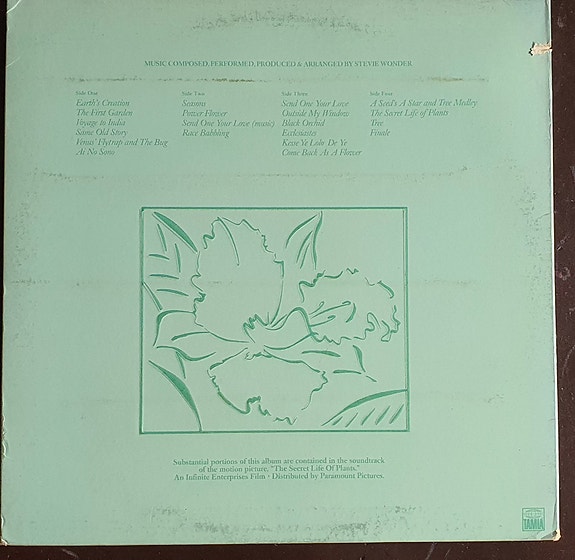 MUSIC COMPOSED, PERFORMED, PRODUCED & ARRANGED BY STEVIE WONDER
Side One
Earth's Creation
The First Garden
Voyage to India
Same Old Story
Venus' Flytrap and The Bug
Ai No Sono
Side Two
Seasons
Power Flower
Send One Your Love (music)
Race Babbling
Side Three
Send One Your Love
Outside My Window
Black Orchid
Ecclesiastes
Kesse Ye Lolo De Ye
Come Back As A Flower
Side Four
A Seed's A Star and Tree Medley
The Secret Life of Plants
Tree
Finale
Substantial portions of this album are contained in the soundtrack
of the motion picture, "The Secret Life Of Plants."
An Infinite Enterprises Film • Distributed by Paramount Pictures.
TAMLA